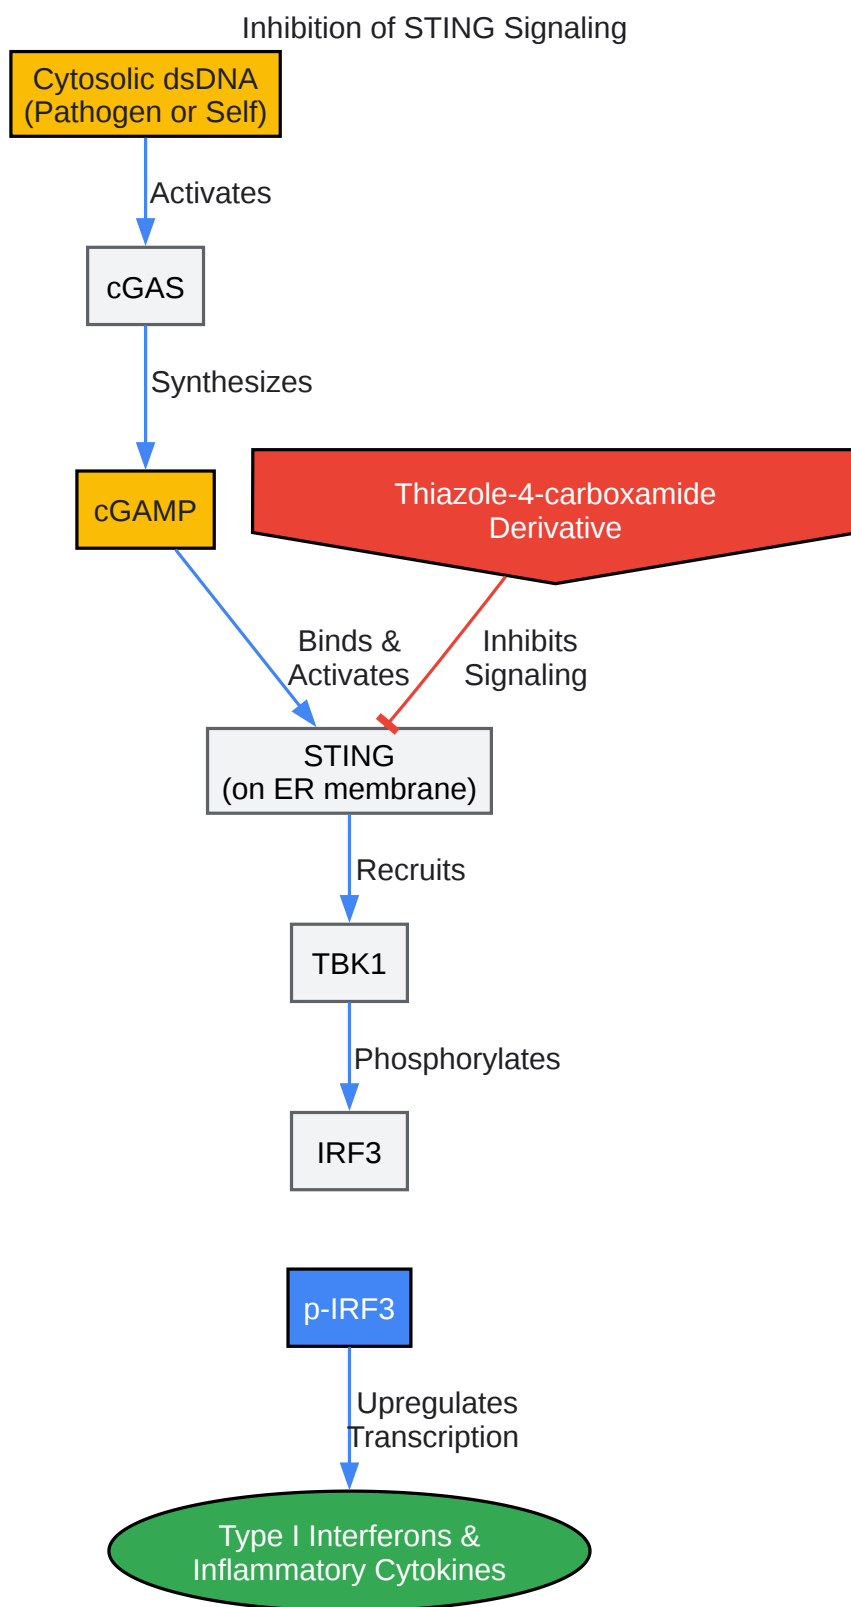 Inhibition of STING Signaling
Cytosolic dsDNA
(Pathogen or Self)
Activates
cGAS
Synthesizes
cGAMP
Thiazole-4-carboxamide
Derivative
Binds &
Activates
Inhibits
Signaling
STING
(on ER membrane)
Recruits
TBK1
Phosphorylates
IRF3
p-IRF3
Upregulates
Transcription
Type I Interferons &
Inflammatory Cytokines